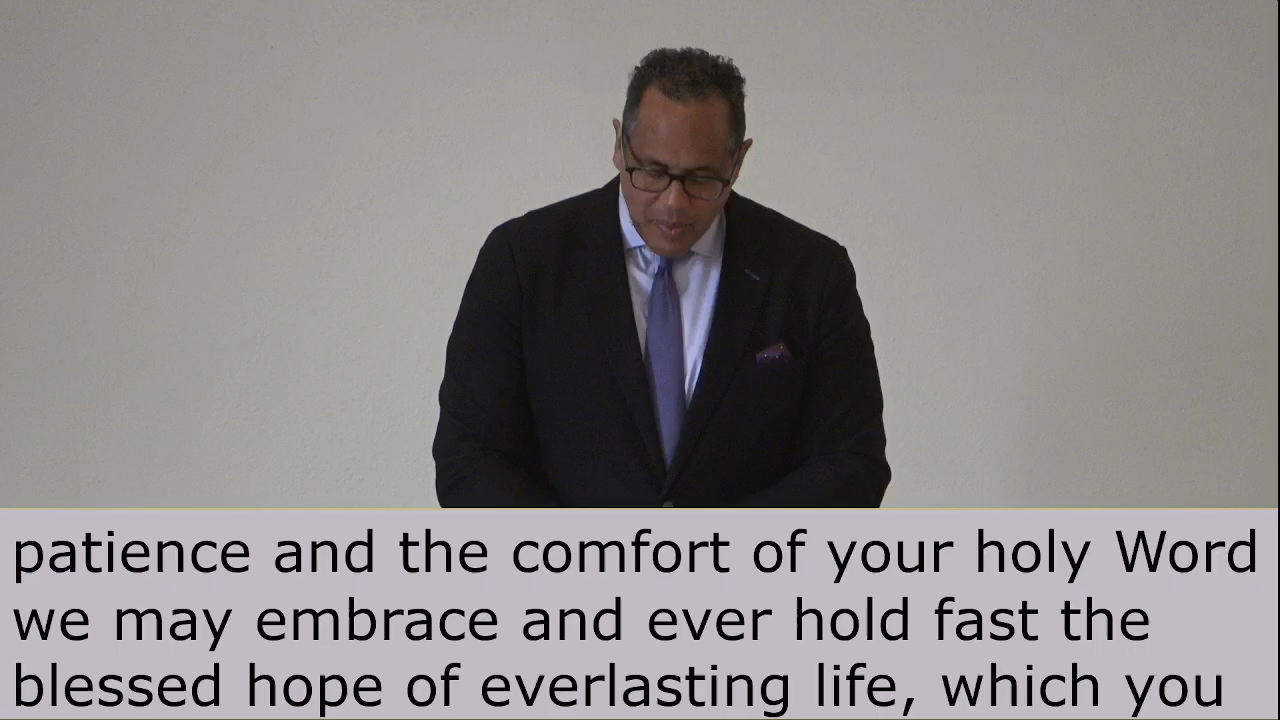 patience and the comfort of your holy Word
we may embrace and ever hold fast the
blessed hope of everlasting life, which you